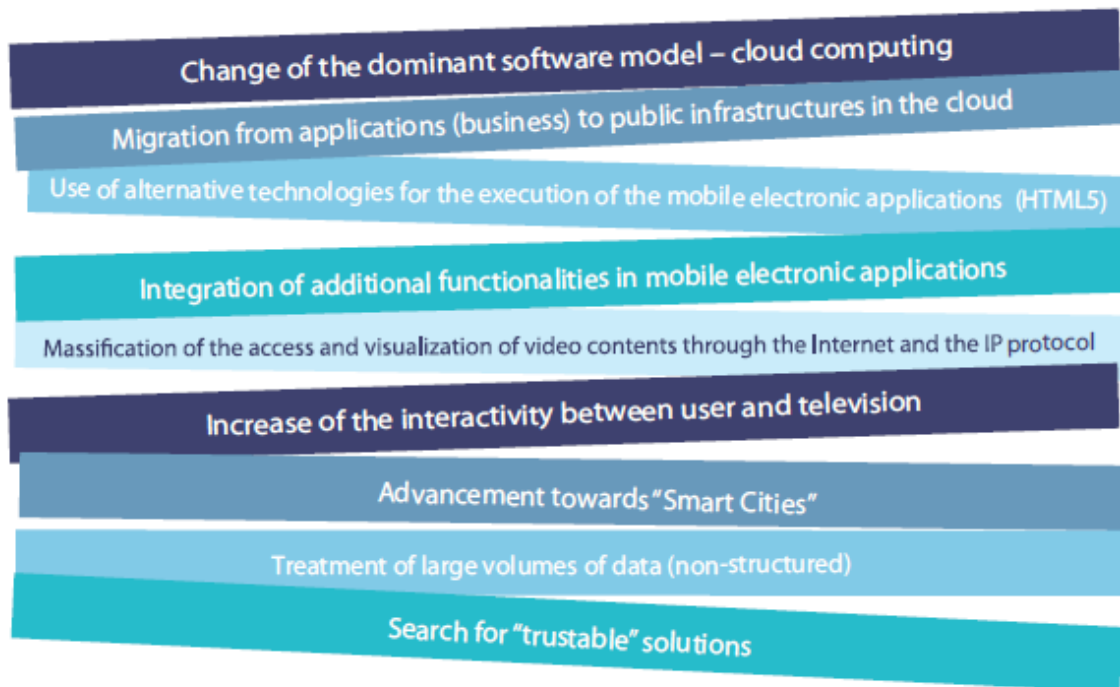 Change of the dominant software model – cloud computing
Migration from applications (business) to public infrastructures in the cloud
Use of alternative technologies for the execution of the mobile electronic applications (HTML5)
Integration of additional functionalities in mobile electronic applications
Massification of the access and visualization of video contents through the Internet and the IP protocol
Increase of the interactivity between user and television
Advancement towards “Smart Cities”
Treatment of large volumes of data (non-structured)
Search for “trustable” solutions